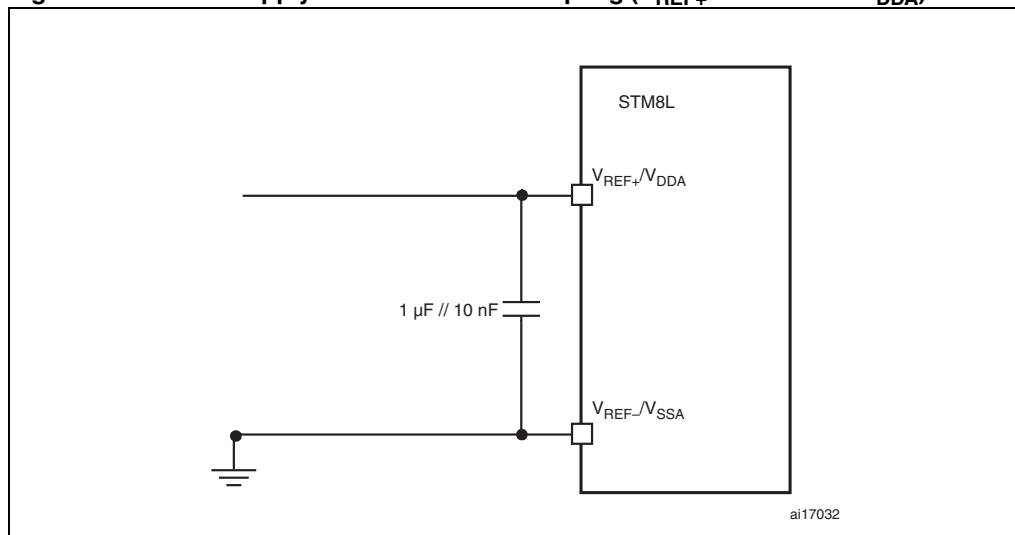 STM8L
VREF+/VDDA
1 µF // 10 nF
VREF–/VSSA
ai17032